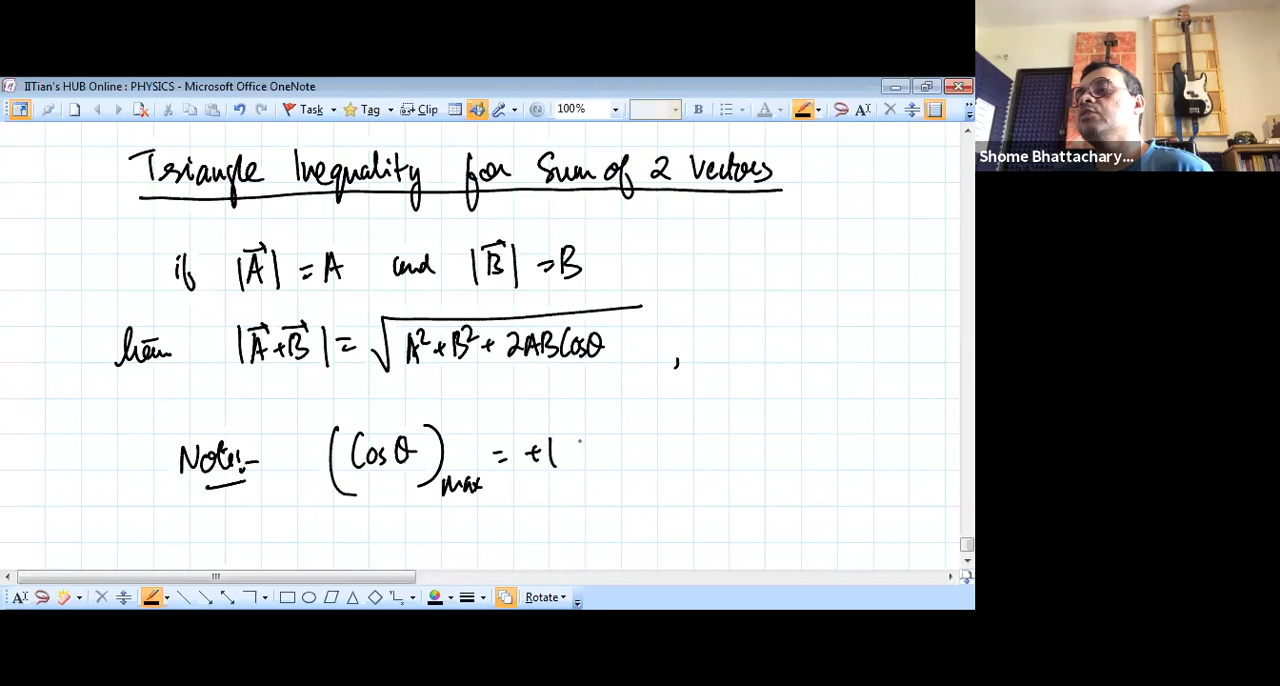 IITian's HUB Online : PHYSICS - Microsoft Office OneNote
Task Tag Clip 100% B A
Shome Bhattachary...
Triangle Inequality for Sum of 2 Vectors
if |A⃗| = A and |B⃗| = B
then |A⃗+B⃗| = √(A²+B²+2ABCosθ) ,
Note:- (Cosθ)max = +1
Rotate